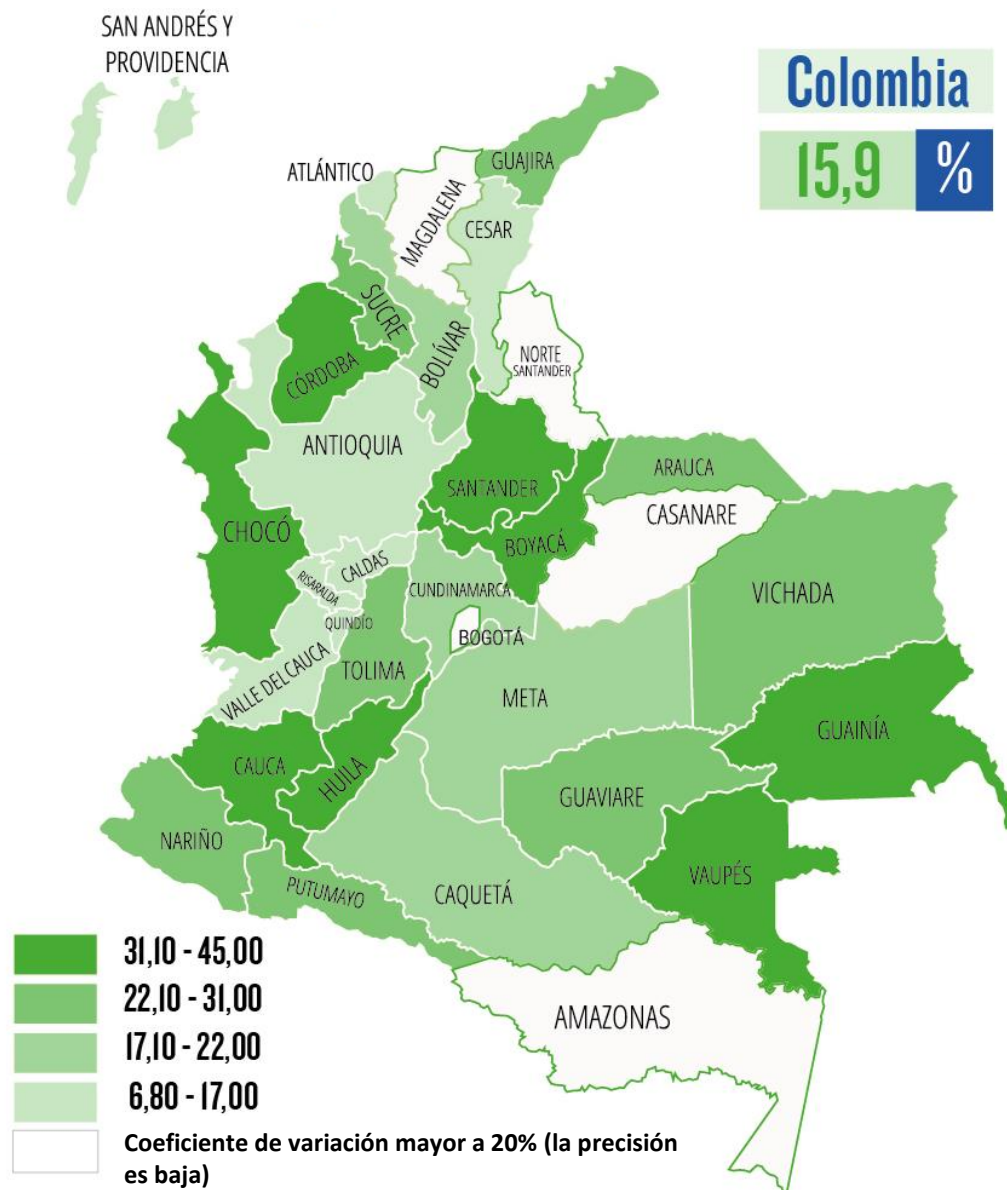 SAN ANDRÉS Y
PROVIDENCIA
Colombia
15,9 %
GUAJIRA
ATLÁNTICO
MAGDALENA
CESAR
SUCRE
BOLÍVAR
NORTE
SANTANDER
CÓRDOBA
ANTIOQUIA
ARAUCA
SANTANDER
CASANARE
CHOCÓ
BOYACÁ
CALDAS
RISARALDA
CUNDINAMARCA
VICHADA
QUINDÍO
BOGOTÁ
TOLIMA
VALLE DEL CAUCA
META
GUAINÍA
CAUCA
HUILA
GUAVIARE
NARIÑO
VAUPÉS
PUTUMAYO
CAQUETÁ
AMAZONAS
31,10 - 45,00
22,10 - 31,00
17,10 - 22,00
6,80 - 17,00
Coeficiente de variación mayor a 20% (la precisión
es baja)